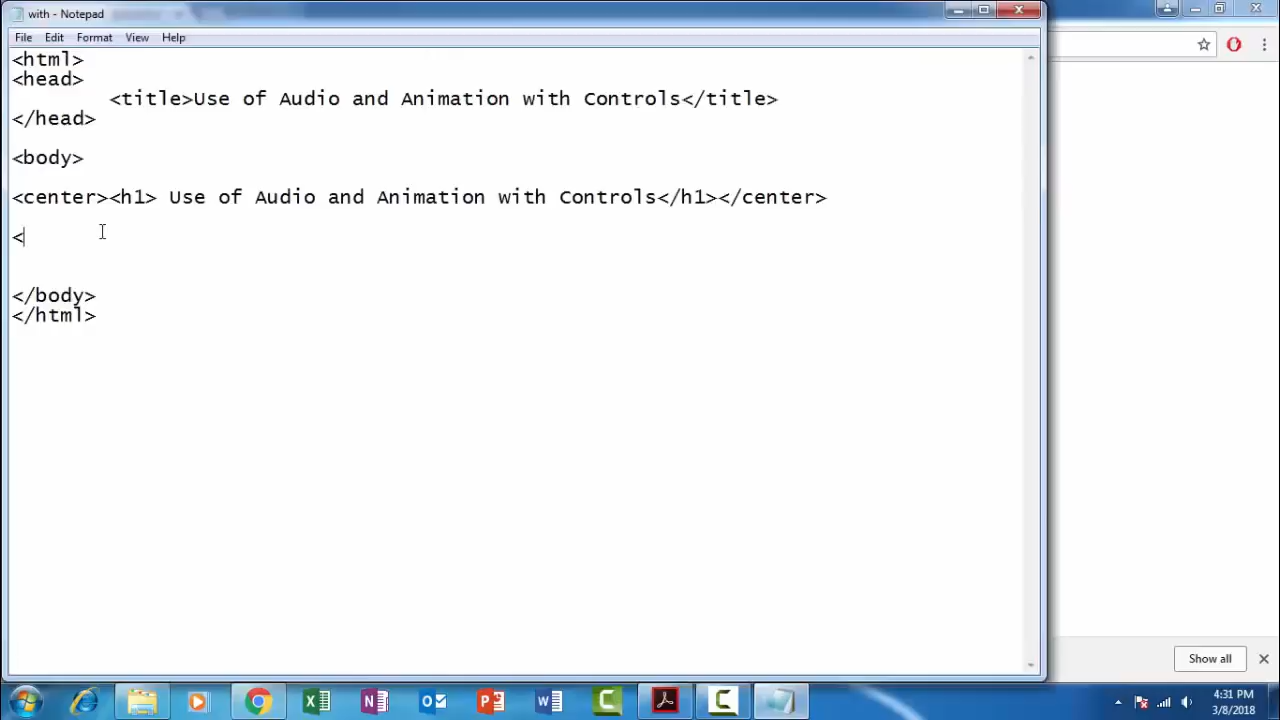 with - Notepad
File Edit Format View Help
<html>
<head>
<title>Use of Audio and Animation with Controls</title>
</head>
<body>
<center><h1> Use of Audio and Animation with Controls</h1></center>
<
</body>
</html>
Show all
4:31 PM
3/8/2018